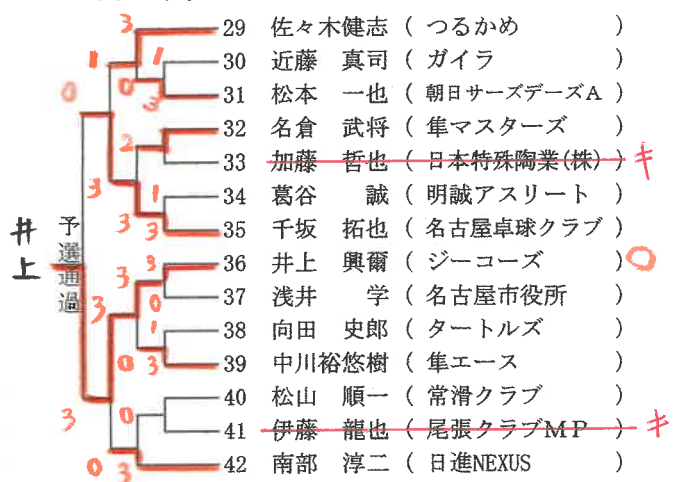 29 佐々木健志 ( つるかめ )
30 近藤 真司 ( ガイラ )
31 松本 一也 ( 朝日サーズデーズA )
32 名倉 武将 ( 隼マスターズ )
33 加藤 哲也 ( 日本特殊陶業(株) ) キ
34 葛谷 誠 ( 明誠アスリート )
35 千坂 拓也 ( 名古屋卓球クラブ )
36 井上 興爾 ( ジーコーズ ) ○
37 浅井 学 ( 名古屋市役所 )
38 向田 史郎 ( タートルズ )
39 中川裕悠樹 ( 隼エース )
40 松山 順一 ( 常滑クラブ )
41 伊藤 龍也 ( 尾張クラブMP ) キ
42 南部 淳二 ( 日進NEXUS )
井上
予選通過
3
1
1
0
3
0
2
3
1
3
3
3
3
0
3
1
0
3
0
3
0
3